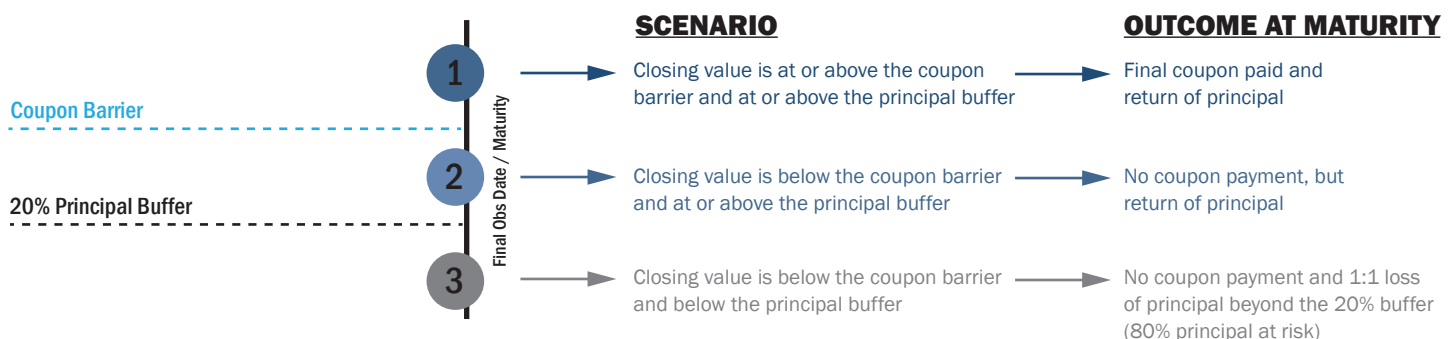 SCENARIO
OUTCOME AT MATURITY
1
Closing value is at or above the coupon
barrier and at or above the principal buffer
Final coupon paid and
return of principal
Coupon Barrier
Final Obs Date / Maturity
2
Closing value is below the coupon barrier
and at or above the principal buffer
No coupon payment, but
return of principal
20% Principal Buffer
3
Closing value is below the coupon barrier
and below the principal buffer
No coupon payment and 1:1 loss
of principal beyond the 20% buffer
(80% principal at risk)